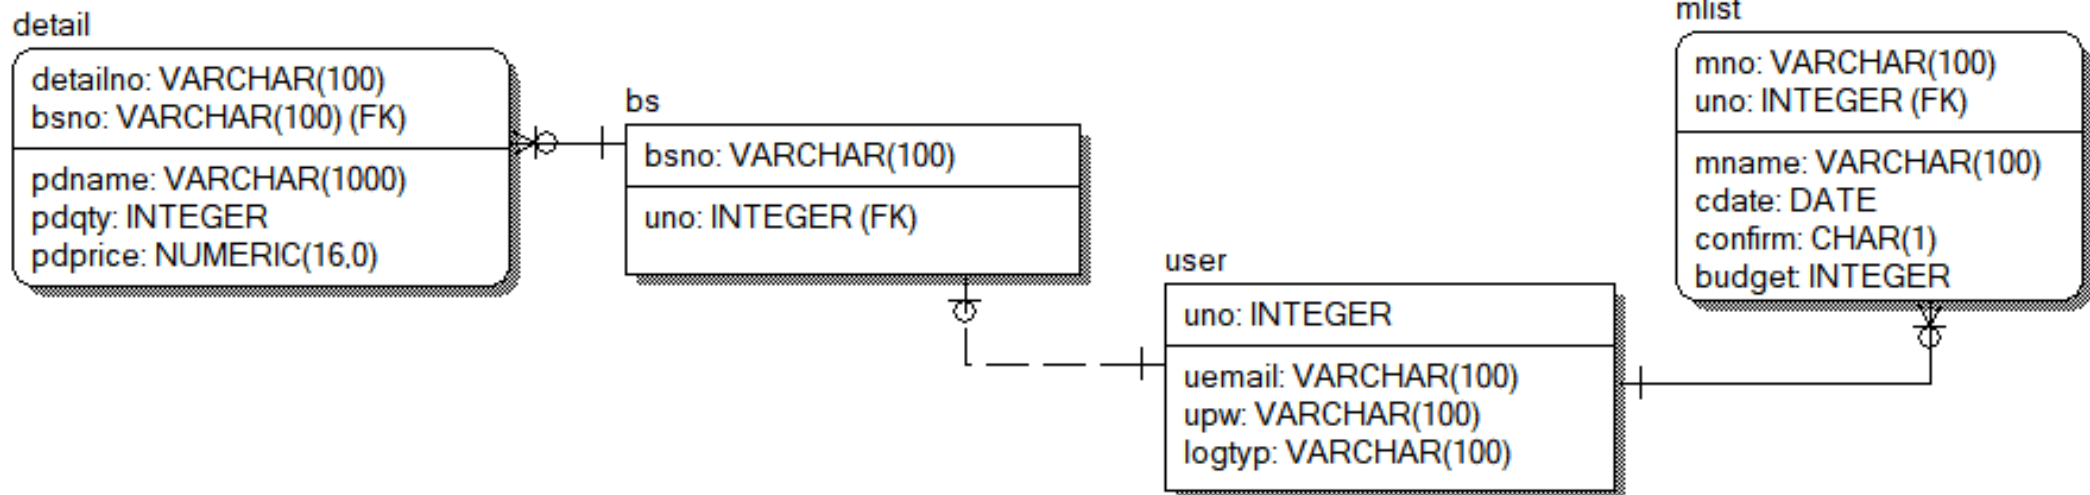 detail
detailno: VARCHAR(100)
bsno: VARCHAR(100) (FK)
pdname: VARCHAR(1000)
pdqty: INTEGER
pdprice: NUMERIC(16,0)
bs
bsno: VARCHAR(100)
uno: INTEGER (FK)
user
uno: INTEGER
uemail: VARCHAR(100)
upw: VARCHAR(100)
logtyp: VARCHAR(100)
mlist
mno: VARCHAR(100)
uno: INTEGER (FK)
mname: VARCHAR(100)
cdate: DATE
confirm: CHAR(1)
budget: INTEGER